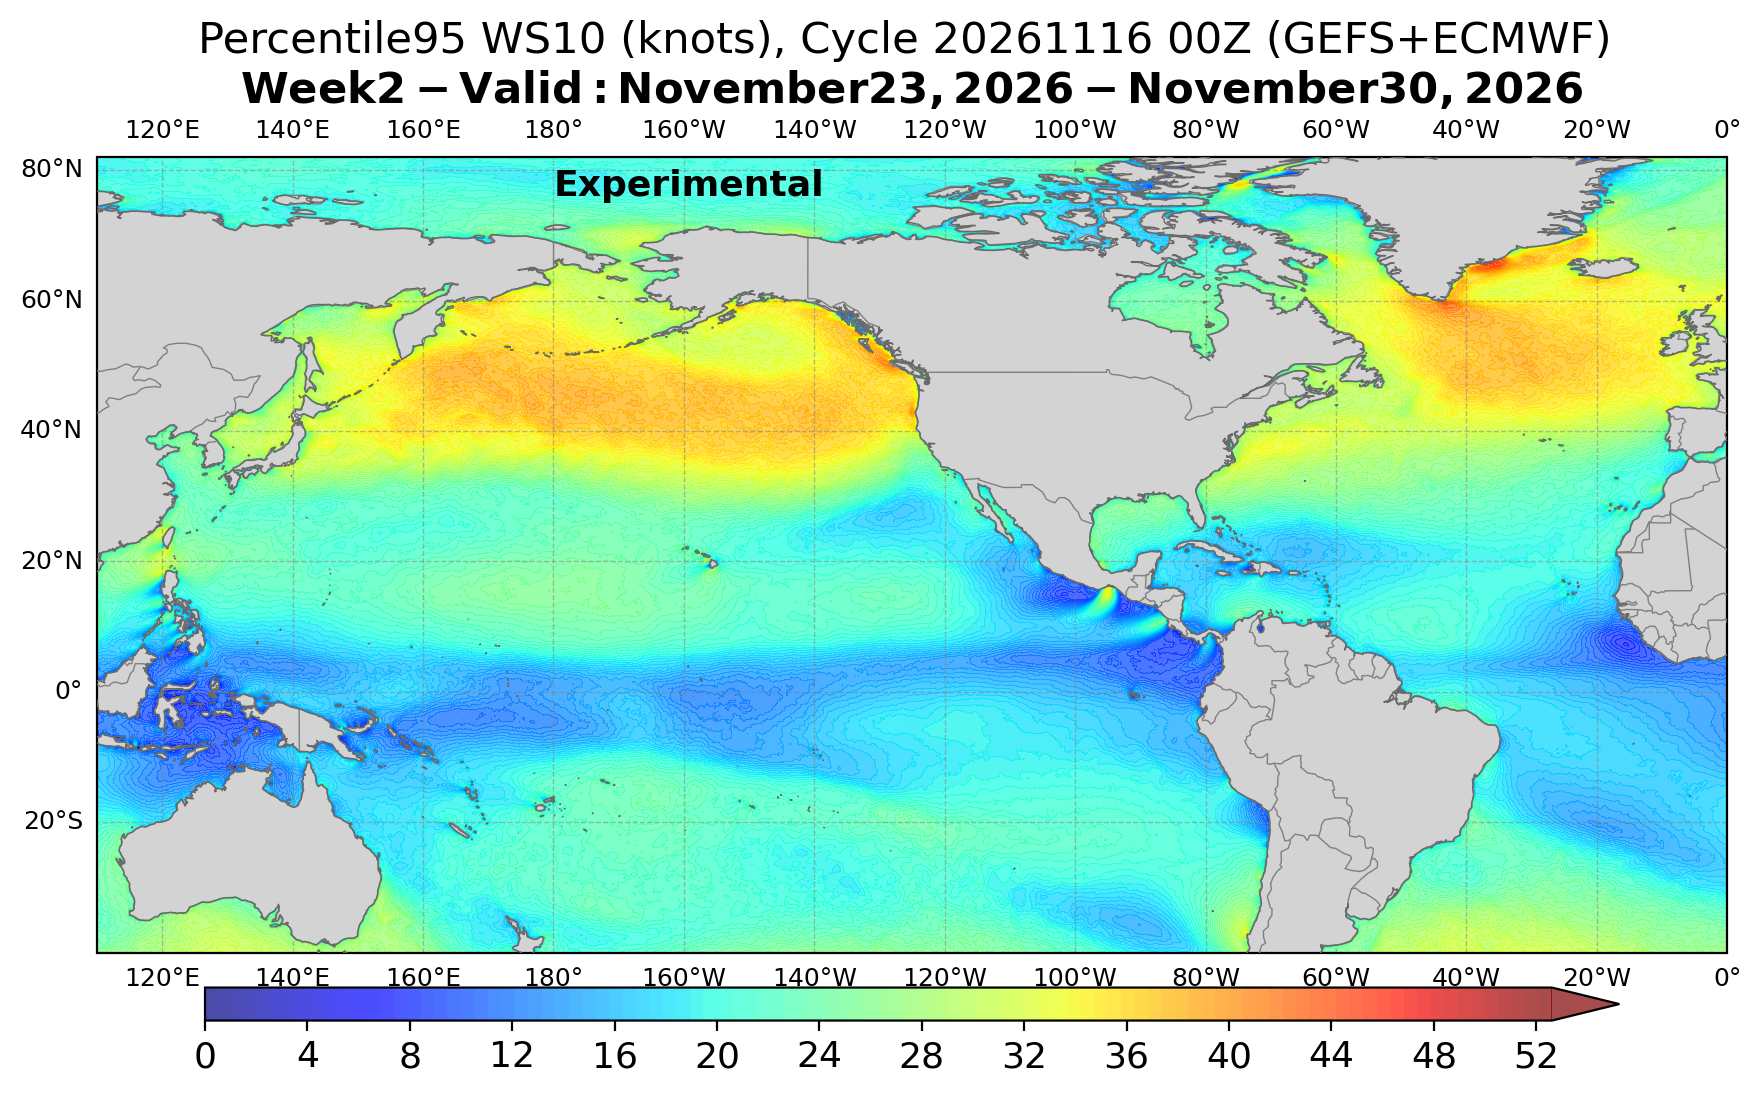 Percentile95 WS10 (knots), Cycle 20261116 00Z (GEFS+ECMWF)
Week2 − Valid : November23, 2026 − November30, 2026
120°E 140°E 160°E 180° 160°W 140°W 120°W 100°W 80°W 60°W 40°W 20°W 0°
80°N
Experimental
60°N
40°N
20°N
0°
20°S
120°E 140°E 160°E 180° 160°W 140°W 120°W 100°W 80°W 60°W 40°W 20°W 0°
0 4 8 12 16 20 24 28 32 36 40 44 48 52